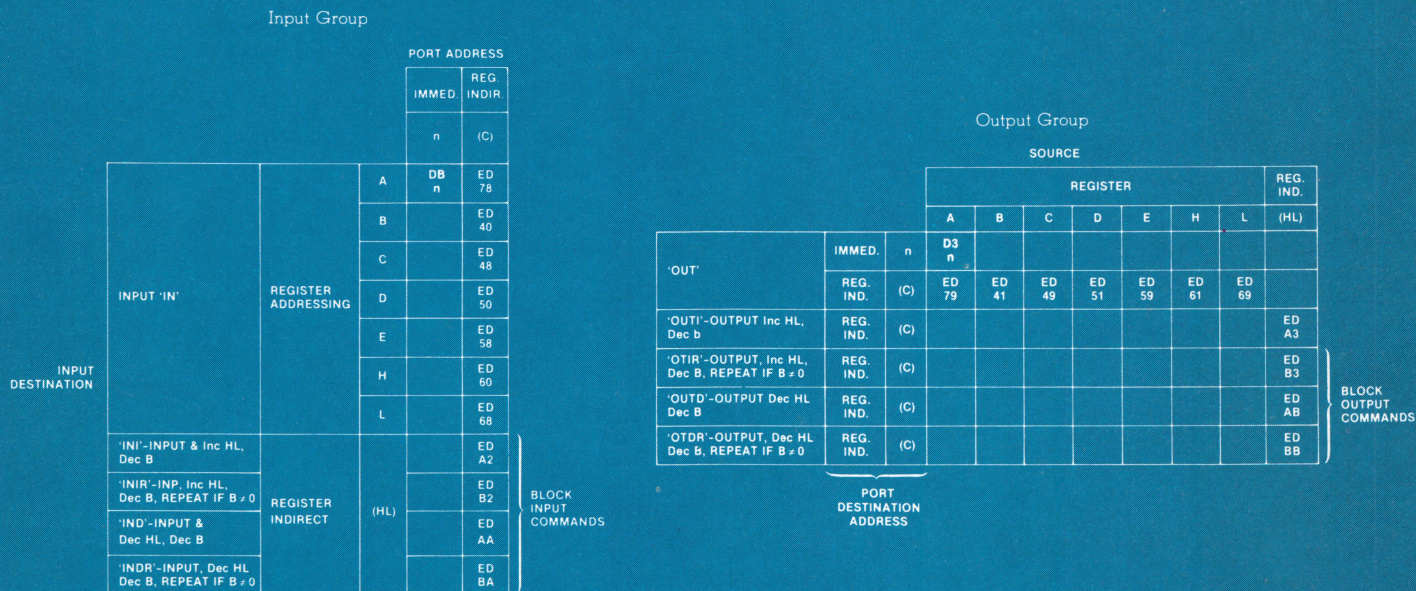 Input Group
PORT ADDRESS
IMMED. REG. INDIR.
n (C)
INPUT DESTINATION
INPUT 'IN' REGISTER ADDRESSING
A DB n ED 78
B ED 40
C ED 48
D ED 50
E ED 58
H ED 60
L ED 68
'INI'-INPUT & Inc HL, Dec B ED A2
'INIR'-INP, Inc HL, Dec B, REPEAT IF B≠0 ED B2
REGISTER INDIRECT (HL)
'IND'-INPUT & Dec HL, Dec B ED AA
'INDR'-INPUT, Dec HL Dec B, REPEAT IF B≠0 ED BA
BLOCK INPUT COMMANDS
Output Group
SOURCE
REGISTER REG. IND.
A B C D E H L (HL)
'OUT'
IMMED. n D3 n
REG. IND. (C) ED 79 ED 41 ED 49 ED 51 ED 59 ED 61 ED 69
'OUTI'-OUTPUT Inc HL, Dec b REG. IND. (C) ED A3
'OTIR'-OUTPUT, Inc HL, Dec B, REPEAT IF B≠0 REG. IND. (C) ED B3
'OUTD'-OUTPUT Dec HL Dec B REG. IND. (C) ED AB
'OTDR'-OUTPUT, Dec HL Dec B, REPEAT IF B≠0 REG. IND. (C) ED BB
BLOCK OUTPUT COMMANDS
PORT DESTINATION ADDRESS